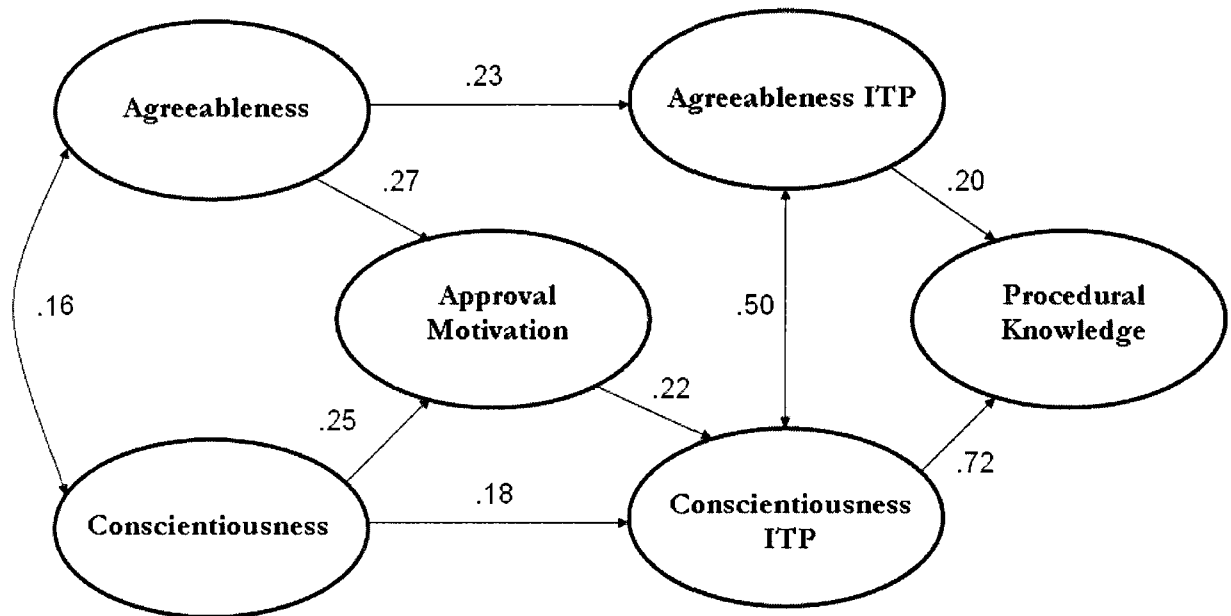 Agreeableness
.23
Agreeableness ITP
.27
.20
.16
Approval
Motivation
.50
Procedural
Knowledge
.25
.22
.18
.72
Conscientiousness
Conscientiousness
ITP